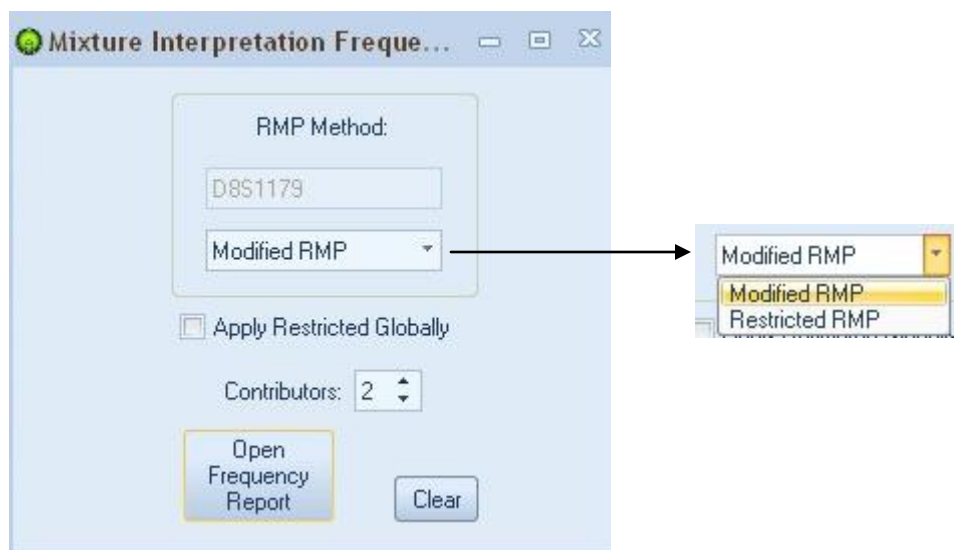 Mixture Interpretation Freque...
RMP Method:
D8S1179
Modified RMP
Apply Restricted Globally
Contributors: 2
Open
Frequency
Report
Clear
Modified RMP
Modified RMP
Restricted RMP